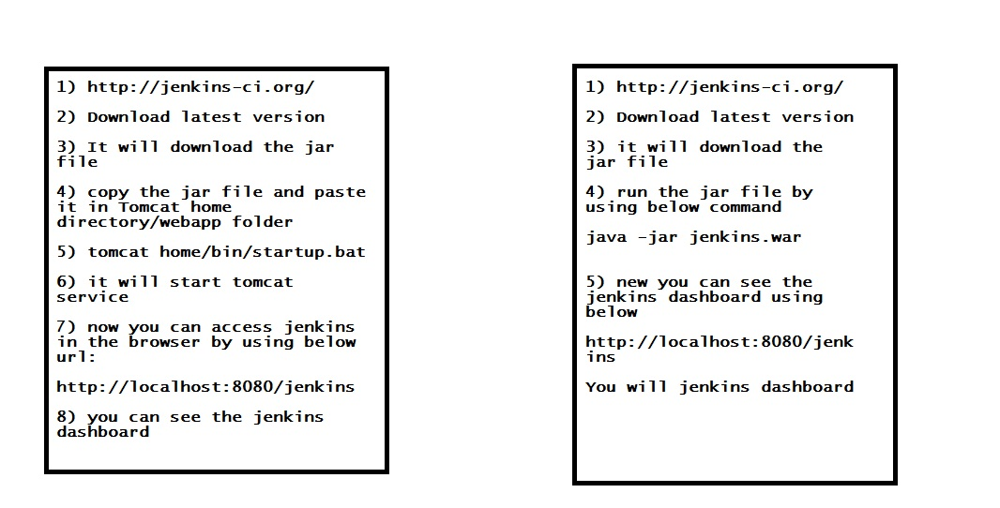 1) http://jenkins-ci.org/
2) Download latest version
3) It will download the jar
file
4) copy the jar file and paste
it in Tomcat home
directory/webapp folder
5) tomcat home/bin/startup.bat
6) it will start tomcat
service
7) now you can access jenkins
in the browser by using below
url:
http://localhost:8080/jenkins
8) you can see the jenkins
dashboard
1) http://jenkins-ci.org/
2) Download latest version
3) it will download the
jar file
4) run the jar file by
using below command
java -jar jenkins.war
5) new you can see the
jenkins dashboard using
below
http://localhost:8080/jenk
ins
You will jenkins dashboard